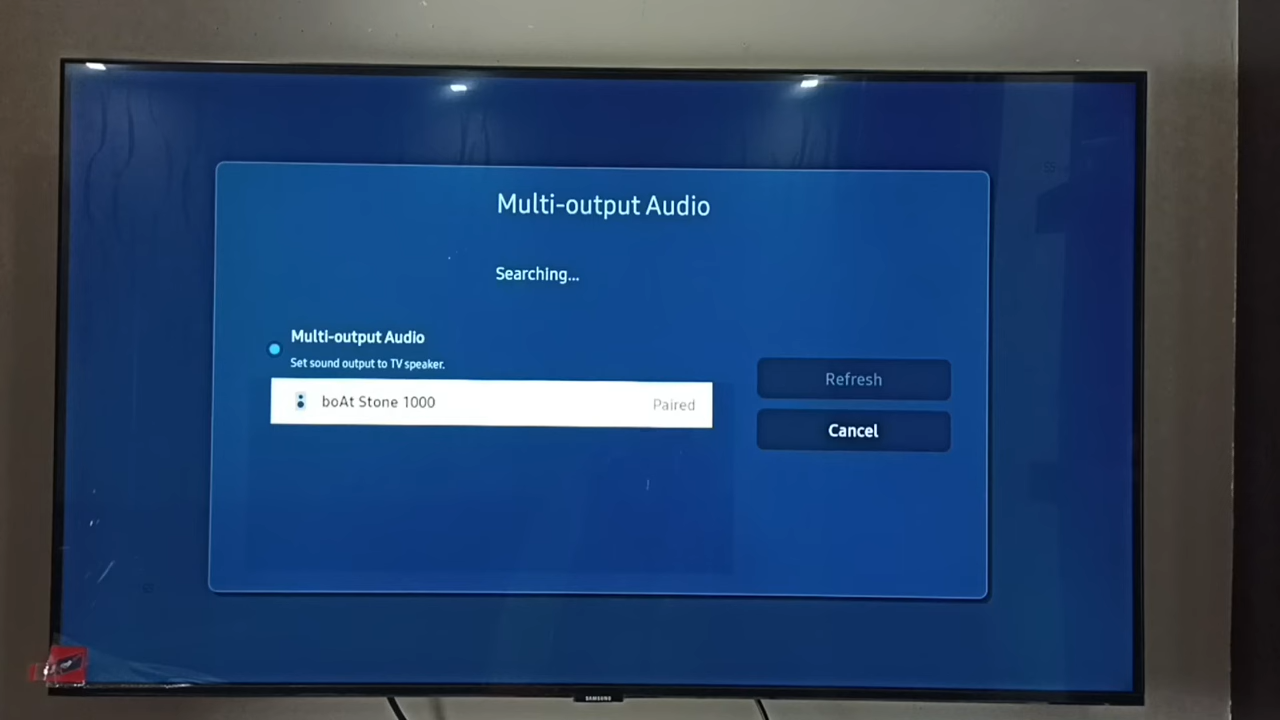 Multi-output Audio
Searching...
Multi-output Audio
Set sound output to TV speaker.
boAt Stone 1000
Paired
Refresh
Cancel
SAMSUNG